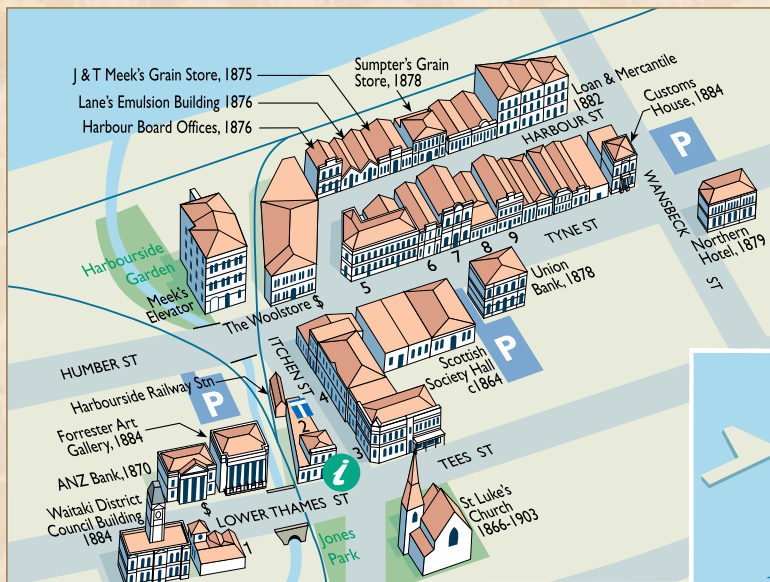 J & T Meek's Grain Store, 1875
Lane's Emulsion Building 1876
Harbour Board Offices, 1876
Sumpter's Grain
Store, 1878
Loan & Mercantile
1882
Customs
House, 1884
HARBOUR ST
P
WANSBECK
ST
Northern
Hotel, 1879
TYNE ST
5
6
7
8
9
Union
Bank, 1878
Harbourside
Garden
Meek's
Elevator
The Woolstore
$
HUMBER ST
ITCHEN ST
Scottish
Society Hall
c1864
P
Harbourside Railway Stn
P
4
2
3
Forrester Art
Gallery, 1884
ANZ Bank,1870
$
Waitaki District
Council Building
1884
1
LOWER THAMES ST
i
TEES ST
St Luke's
Church
1866-1903
Jones
Park